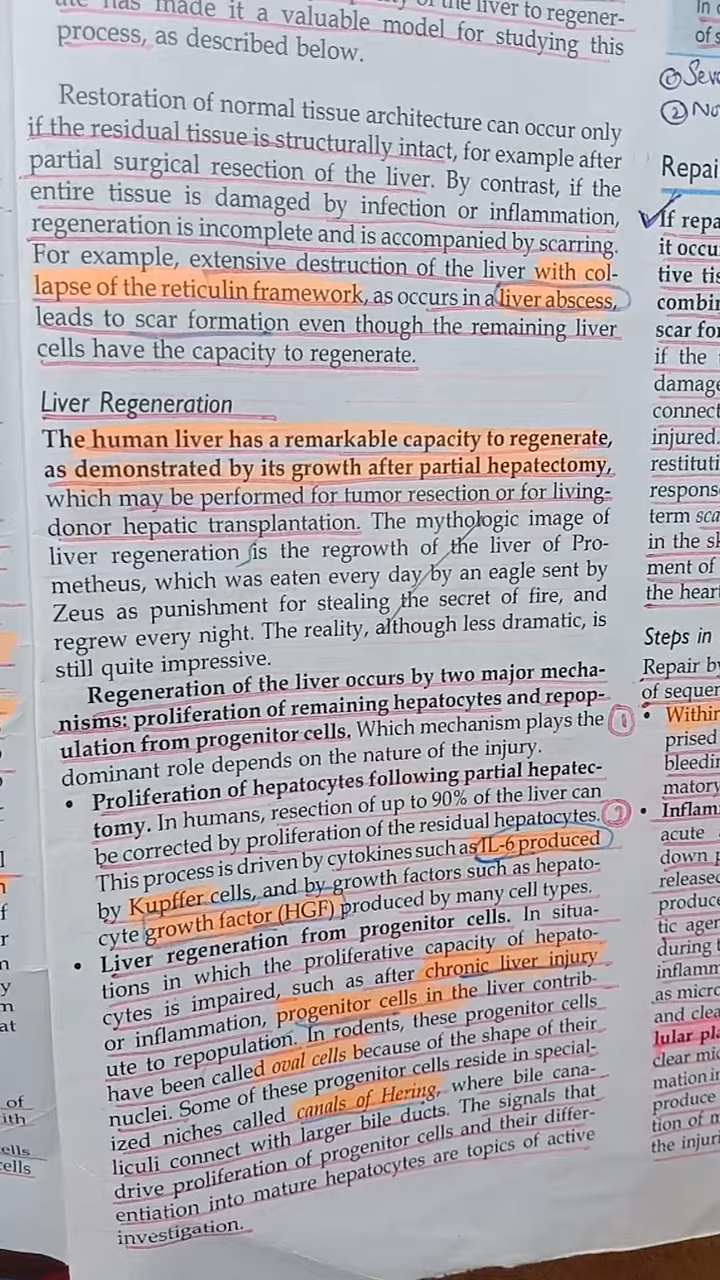 has made it a valuable model for studying this
process, as described below.
Restoration of normal tissue architecture can occur only
if the residual tissue is structurally intact, for example after
partial surgical resection of the liver. By contrast, if the
entire tissue is damaged by infection or inflammation,
regeneration is incomplete and is accompanied by scarring.
For example, extensive destruction of the liver with col-
lapse of the reticulin framework, as occurs in a liver abscess,
leads to scar formation even though the remaining liver
cells have the capacity to regenerate.
Liver Regeneration
The human liver has a remarkable capacity to regenerate,
as demonstrated by its growth after partial hepatectomy,
which may be performed for tumor resection or for living-
donor hepatic transplantation. The mythologic image of
liver regeneration is the regrowth of the liver of Pro-
metheus, which was eaten every day by an eagle sent by
Zeus as punishment for stealing the secret of fire, and
regrew every night. The reality, although less dramatic, is
still quite impressive.
Regeneration of the liver occurs by two major mecha-
nisms: proliferation of remaining hepatocytes and repop-
ulation from progenitor cells. Which mechanism plays the
dominant role depends on the nature of the injury.
• Proliferation of hepatocytes following partial hepatec-
tomy. In humans, resection of up to 90% of the liver can
be corrected by proliferation of the residual hepatocytes.
This process is driven by cytokines such as IL-6 produced
by Kupffer cells, and by growth factors such as hepato-
cyte growth factor (HGF) produced by many cell types.
• Liver regeneration from progenitor cells. In situa-
tions in which the proliferative capacity of hepato-
cytes is impaired, such as after chronic liver injury
or inflammation, progenitor cells in the liver contrib-
ute to repopulation. In rodents, these progenitor cells
have been called oval cells because of the shape of their
nuclei. Some of these progenitor cells reside in special-
ized niches called canals of Hering, where bile cana-
liculi connect with larger bile ducts. The signals that
drive proliferation of progenitor cells and their differ-
entiation into mature hepatocytes are topics of active
investigation.
① 
②
Repai
If repa
it occu
tive tis
combin
scar for
if the
damage
connect
injured.
restituti
respons
term sca
in the sk
ment of
the hear
Steps in
Repair by
of sequen
• Within
prised
bleedin
matory
• Inflam
acute
down p
release
produce
tic agen
during t
inflamm
as micro
and clea
lular pla
clear mic
mation in
produce
tion of n
the injuri